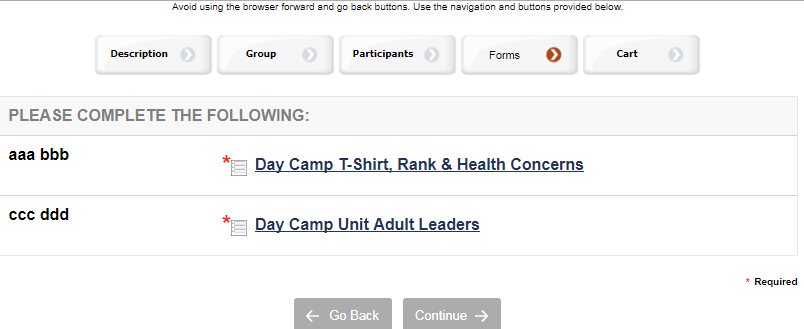 Avoid using the browser forward and go back buttons. Use the navigation and buttons provided below.
Description Group Participants Forms Cart
PLEASE COMPLETE THE FOLLOWING:
aaa bbb * Day Camp T-Shirt, Rank & Health Concerns
ccc ddd * Day Camp Unit Adult Leaders
* Required
← Go Back Continue →